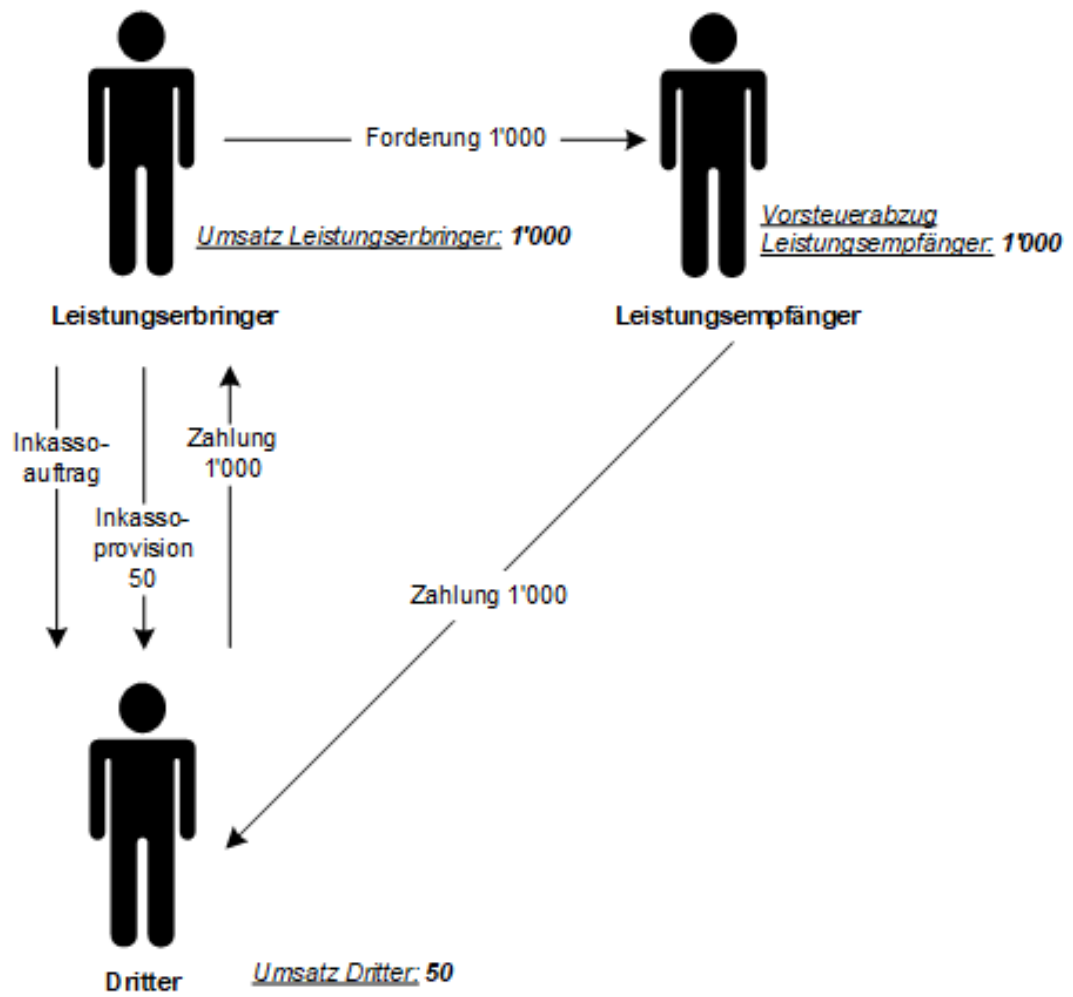 Forderung 1'000
Umsatz Leistungserbringer: 1'000
Vorsteuerabzug
Leistungsempfänger: 1'000
Leistungserbringer
Leistungsempfänger
Inkasso-
auftrag
Inkasso-
provision
50
Zahlung
1'000
Zahlung 1'000
Dritter
Umsatz Dritter: 50